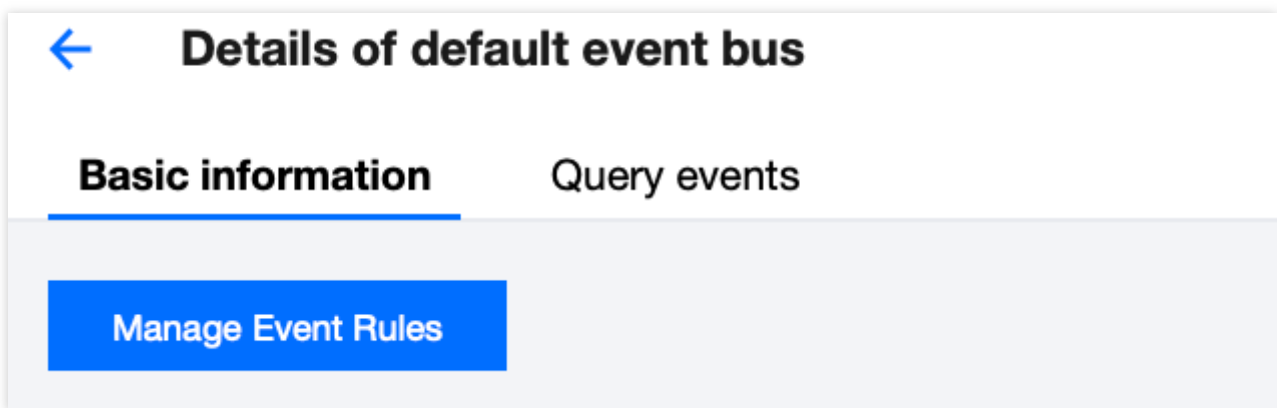 Details of default event bus
Basic information Query events
Manage Event Rules